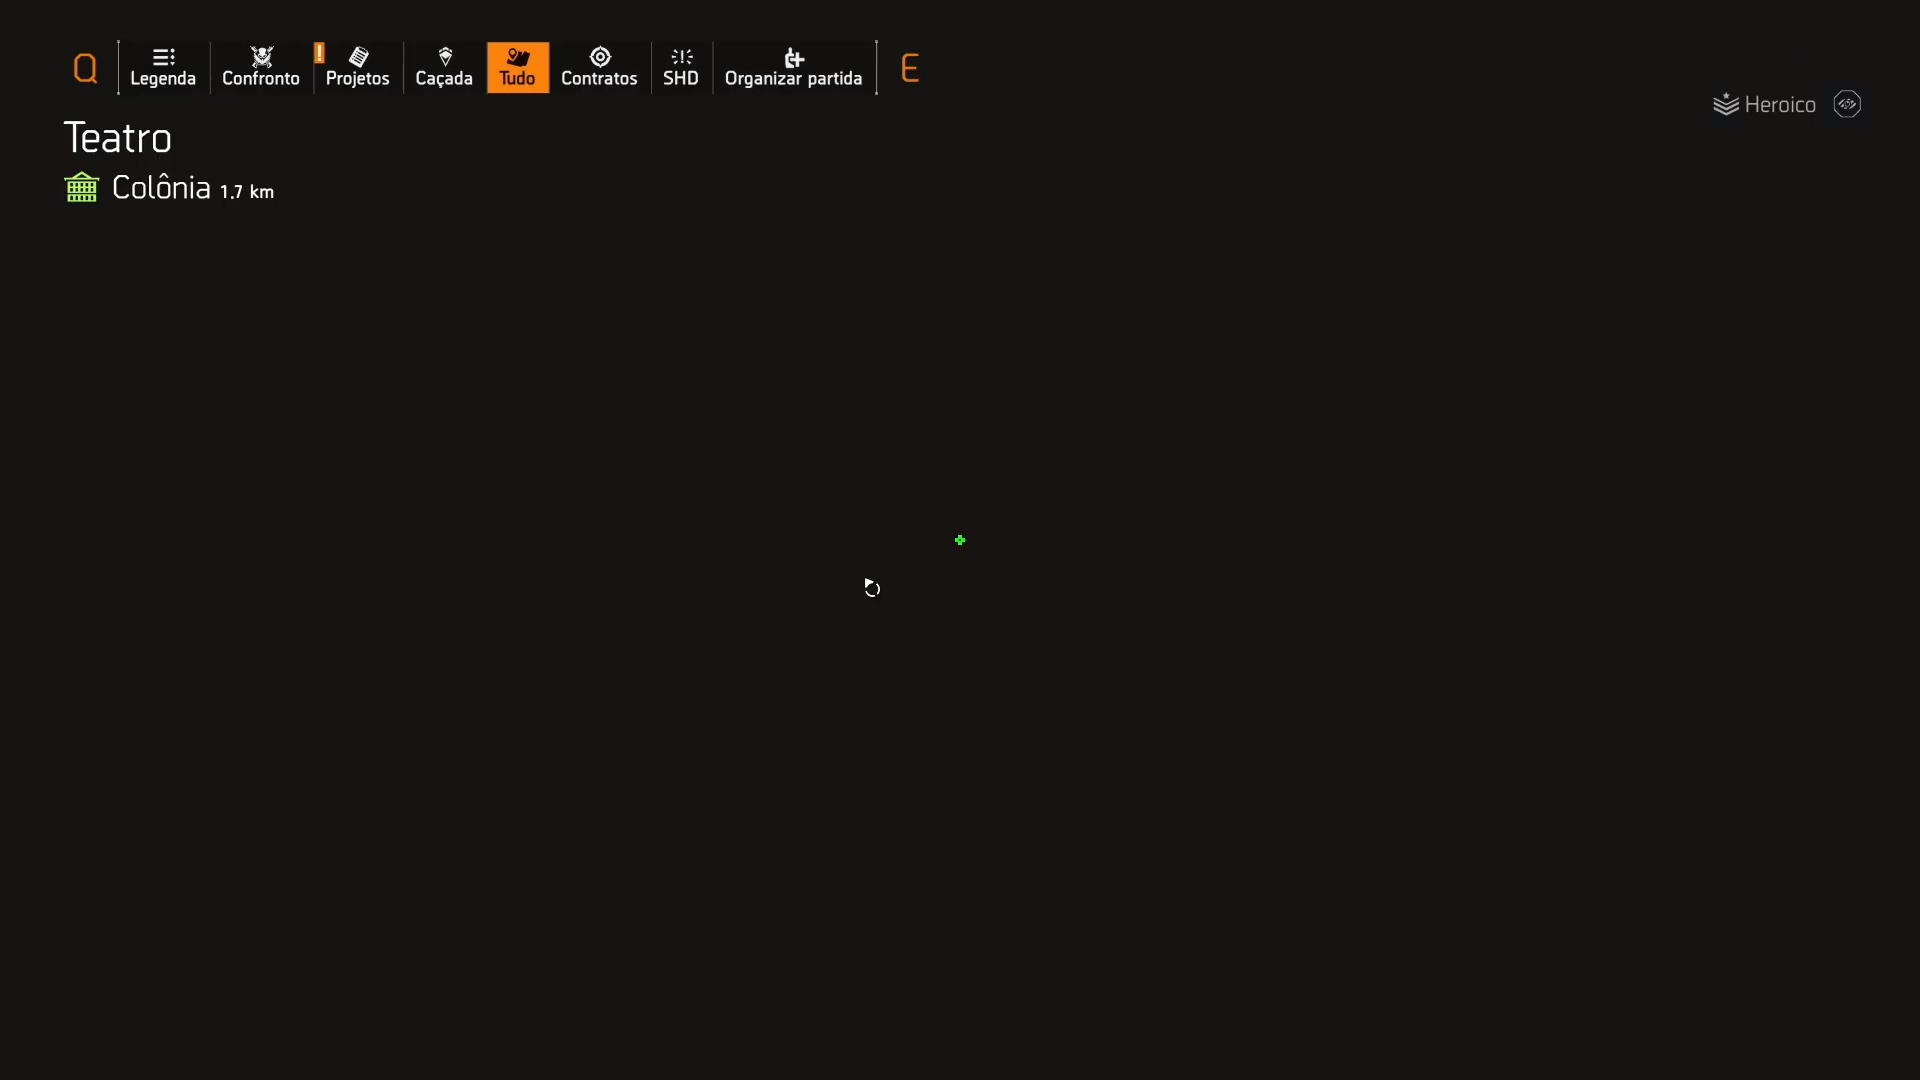 Q Legenda Confronto ! Projetos Caçada Tudo Contratos SHD Organizar partida E
Heroico
Teatro
Colônia 1.7 km